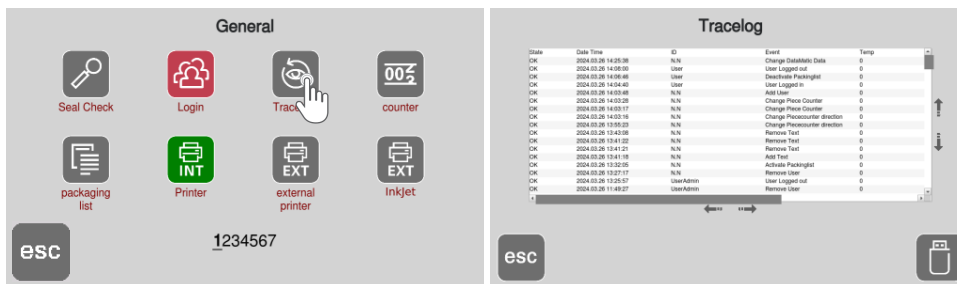 General
Seal Check
Login
Trace
002
counter
packaging
list
INT
Printer
EXT
external
printer
EXT
Inkjet
1234567
esc
Tracelog
State Date Time ID Event Temp
OK 2024.03.26 14:25:38 N.N Change DataMatic Data 0
OK 2024.03.26 14:08:00 User User Logged out 0
OK 2024.03.26 14:06:46 User Deactivate Packinglist 0
OK 2024.03.26 14:04:40 User User Logged in 0
OK 2024.03.26 14:03:48 N.N Add User 0
OK 2024.03.26 14:03:28 N.N Change Piece Counter 0
OK 2024.03.26 14:03:17 N.N Change Piece Counter 0
OK 2024.03.26 14:03:16 N.N Change Piececounter direction 0
OK 2024.03.26 13:55:23 N.N Change Piececounter direction 0
OK 2024.03.26 13:43:08 N.N Remove Text 0
OK 2024.03.26 13:41:22 N.N Remove Text 0
OK 2024.03.26 13:41:21 N.N Remove Text 0
OK 2024.03.26 13:41:18 N.N Add Text 0
OK 2024.03.26 13:32:05 N.N Activate Packinglist 0
OK 2024.03.26 13:27:17 N.N Remove User 0
OK 2024.03.26 13:25:57 UserAdmin User Logged out 0
OK 2024.03.26 11:49:27 UserAdmin Remove User 0
esc